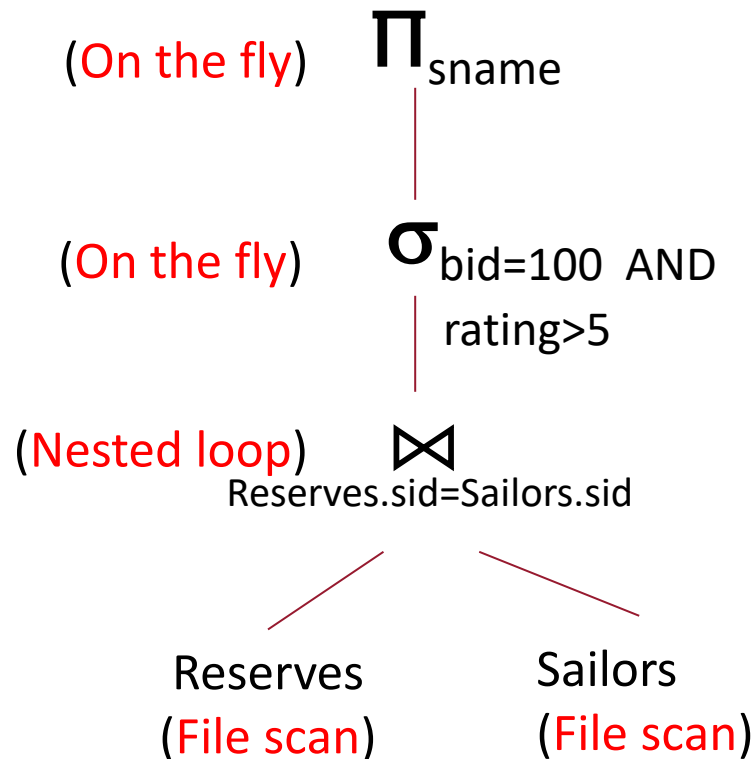 (On the fly) Π sname
(On the fly) σ bid=100 AND
rating>5
(Nested loop) ⋈
Reserves.sid=Sailors.sid
Reserves Sailors
(File scan) (File scan)